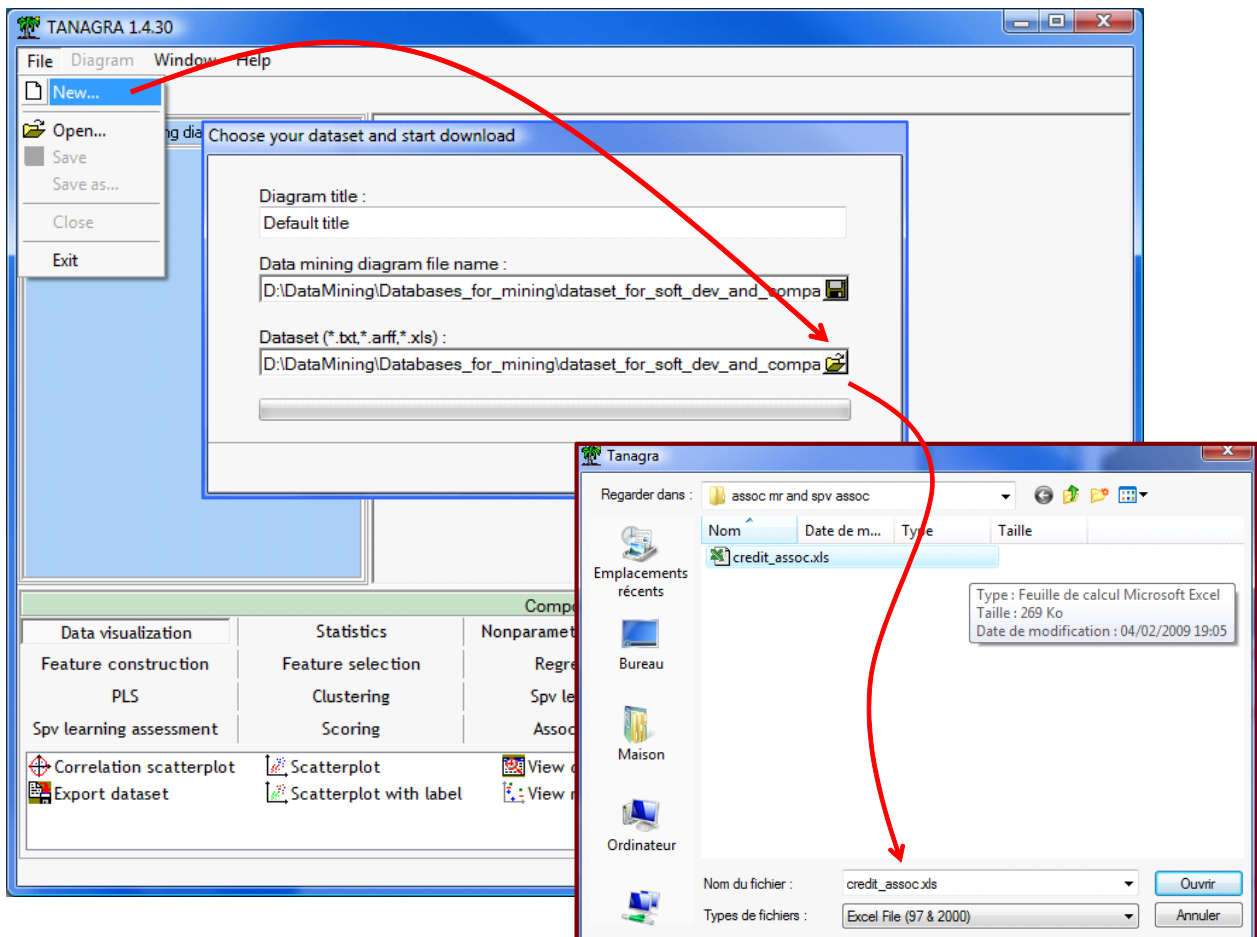 TANAGRA 1.4.30
File Diagram Window Help
New...
Open...
Save
Save as...
Close
Exit
Choose your dataset and start download
Diagram title :
Default title
Data mining diagram file name :
D:\DataMining\Databases_for_mining\dataset_for_soft_dev_and_compa
Dataset (*.txt,*.arff,*.xls) :
D:\DataMining\Databases_for_mining\dataset_for_soft_dev_and_compa
Data visualization Statistics
Feature construction Feature selection
PLS Clustering
Spv learning assessment Scoring
Correlation scatterplot Scatterplot View
Export dataset Scatterplot with label View
Tanagra
Regarder dans : assoc mr and spv assoc
Nom Date de m... Type Taille
credit_assoc.xls
Type : Feuille de calcul Microsoft Excel
Taille : 269 Ko
Date de modification : 04/02/2009 19:05
Emplacements
récents
Bureau
Maison
Ordinateur
Nom du fichier : credit_assoc.xls Ouvrir
Types de fichiers : Excel File (97 & 2000) Annuler